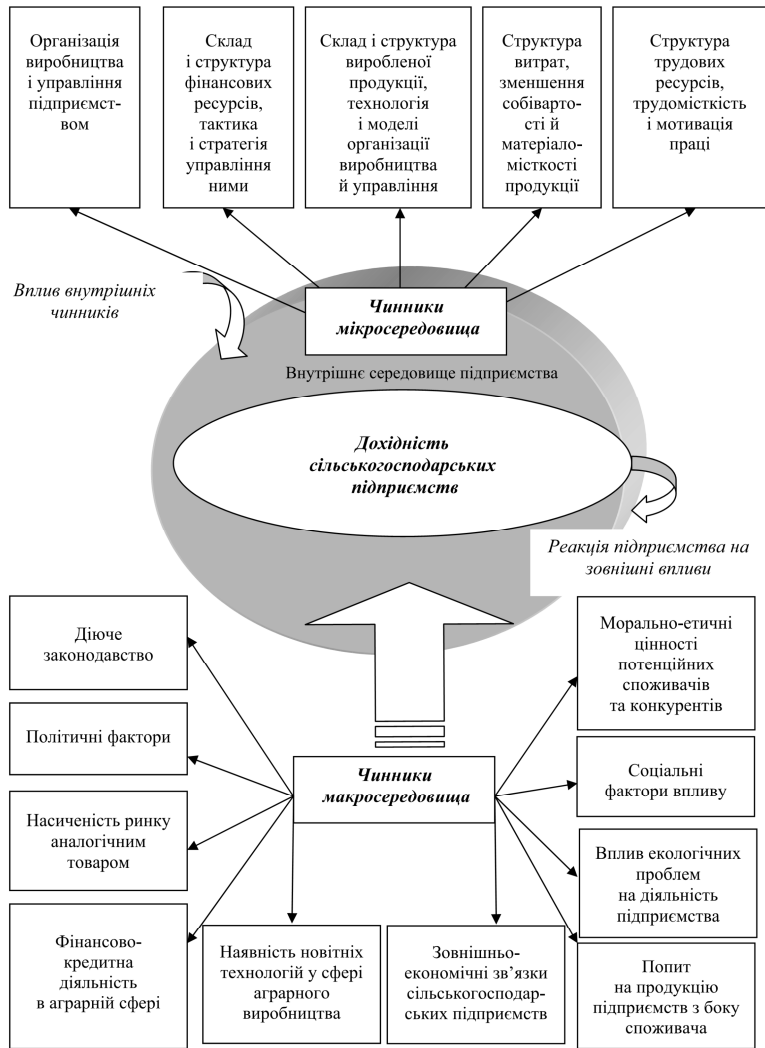 Організація
виробництва
і управління
підприємст-
вом
Склад
і структура
фінансових
ресурсів,
тактика
і стратегія
управління
ними
Склад і структура
виробленої
продукції,
технологія
і моделі
організації
виробництва
й управління
Структура
витрат,
зменшення
собіварто-
сті й
матеріало-
місткості
продукції
Структура
трудових
ресурсів,
трудомісткість
і мотивація
праці
Вплив внутрішніх
чинників
Чинники
мікросередовища
Внутрішнє середовище підприємства
Дохідність
сільськогосподарських
підприємств
Реакція підприємства на
зовнішні впливи
Діюче
законодавство
Політичні фактори
Насиченість ринку
аналогічним
товаром
Фінансово-
кредитна
діяльність
в аграрній сфері
Чинники
макросередовища
Наявність новітніх
технологій у сфері
аграрного
виробництва
Зовнішньо-
економічні зв’язки
сільськогосподар-
ських підприємств
Морально-етичні
цінності
потенційних
споживачів
та конкурентів
Соціальні
фактори впливу
Вплив екологічних
проблем
на діяльність
підприємства
Попит
на продукцію
підприємств з боку
споживача